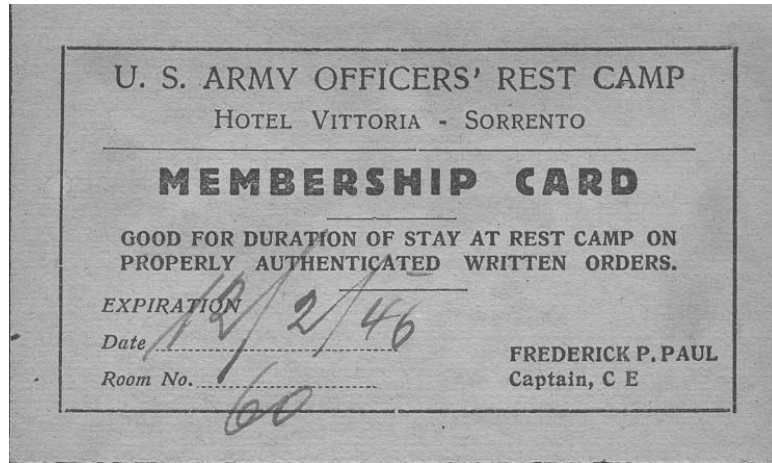 U. S. ARMY OFFICERS' REST CAMP
HOTEL VITTORIA - SORRENTO
MEMBERSHIP CARD
GOOD FOR DURATION OF STAY AT REST CAMP ON
PROPERLY AUTHENTICATED WRITTEN ORDERS.
EXPIRATION
Date 12/2/46
Room No. 60
FREDERICK P. PAUL
Captain, C E